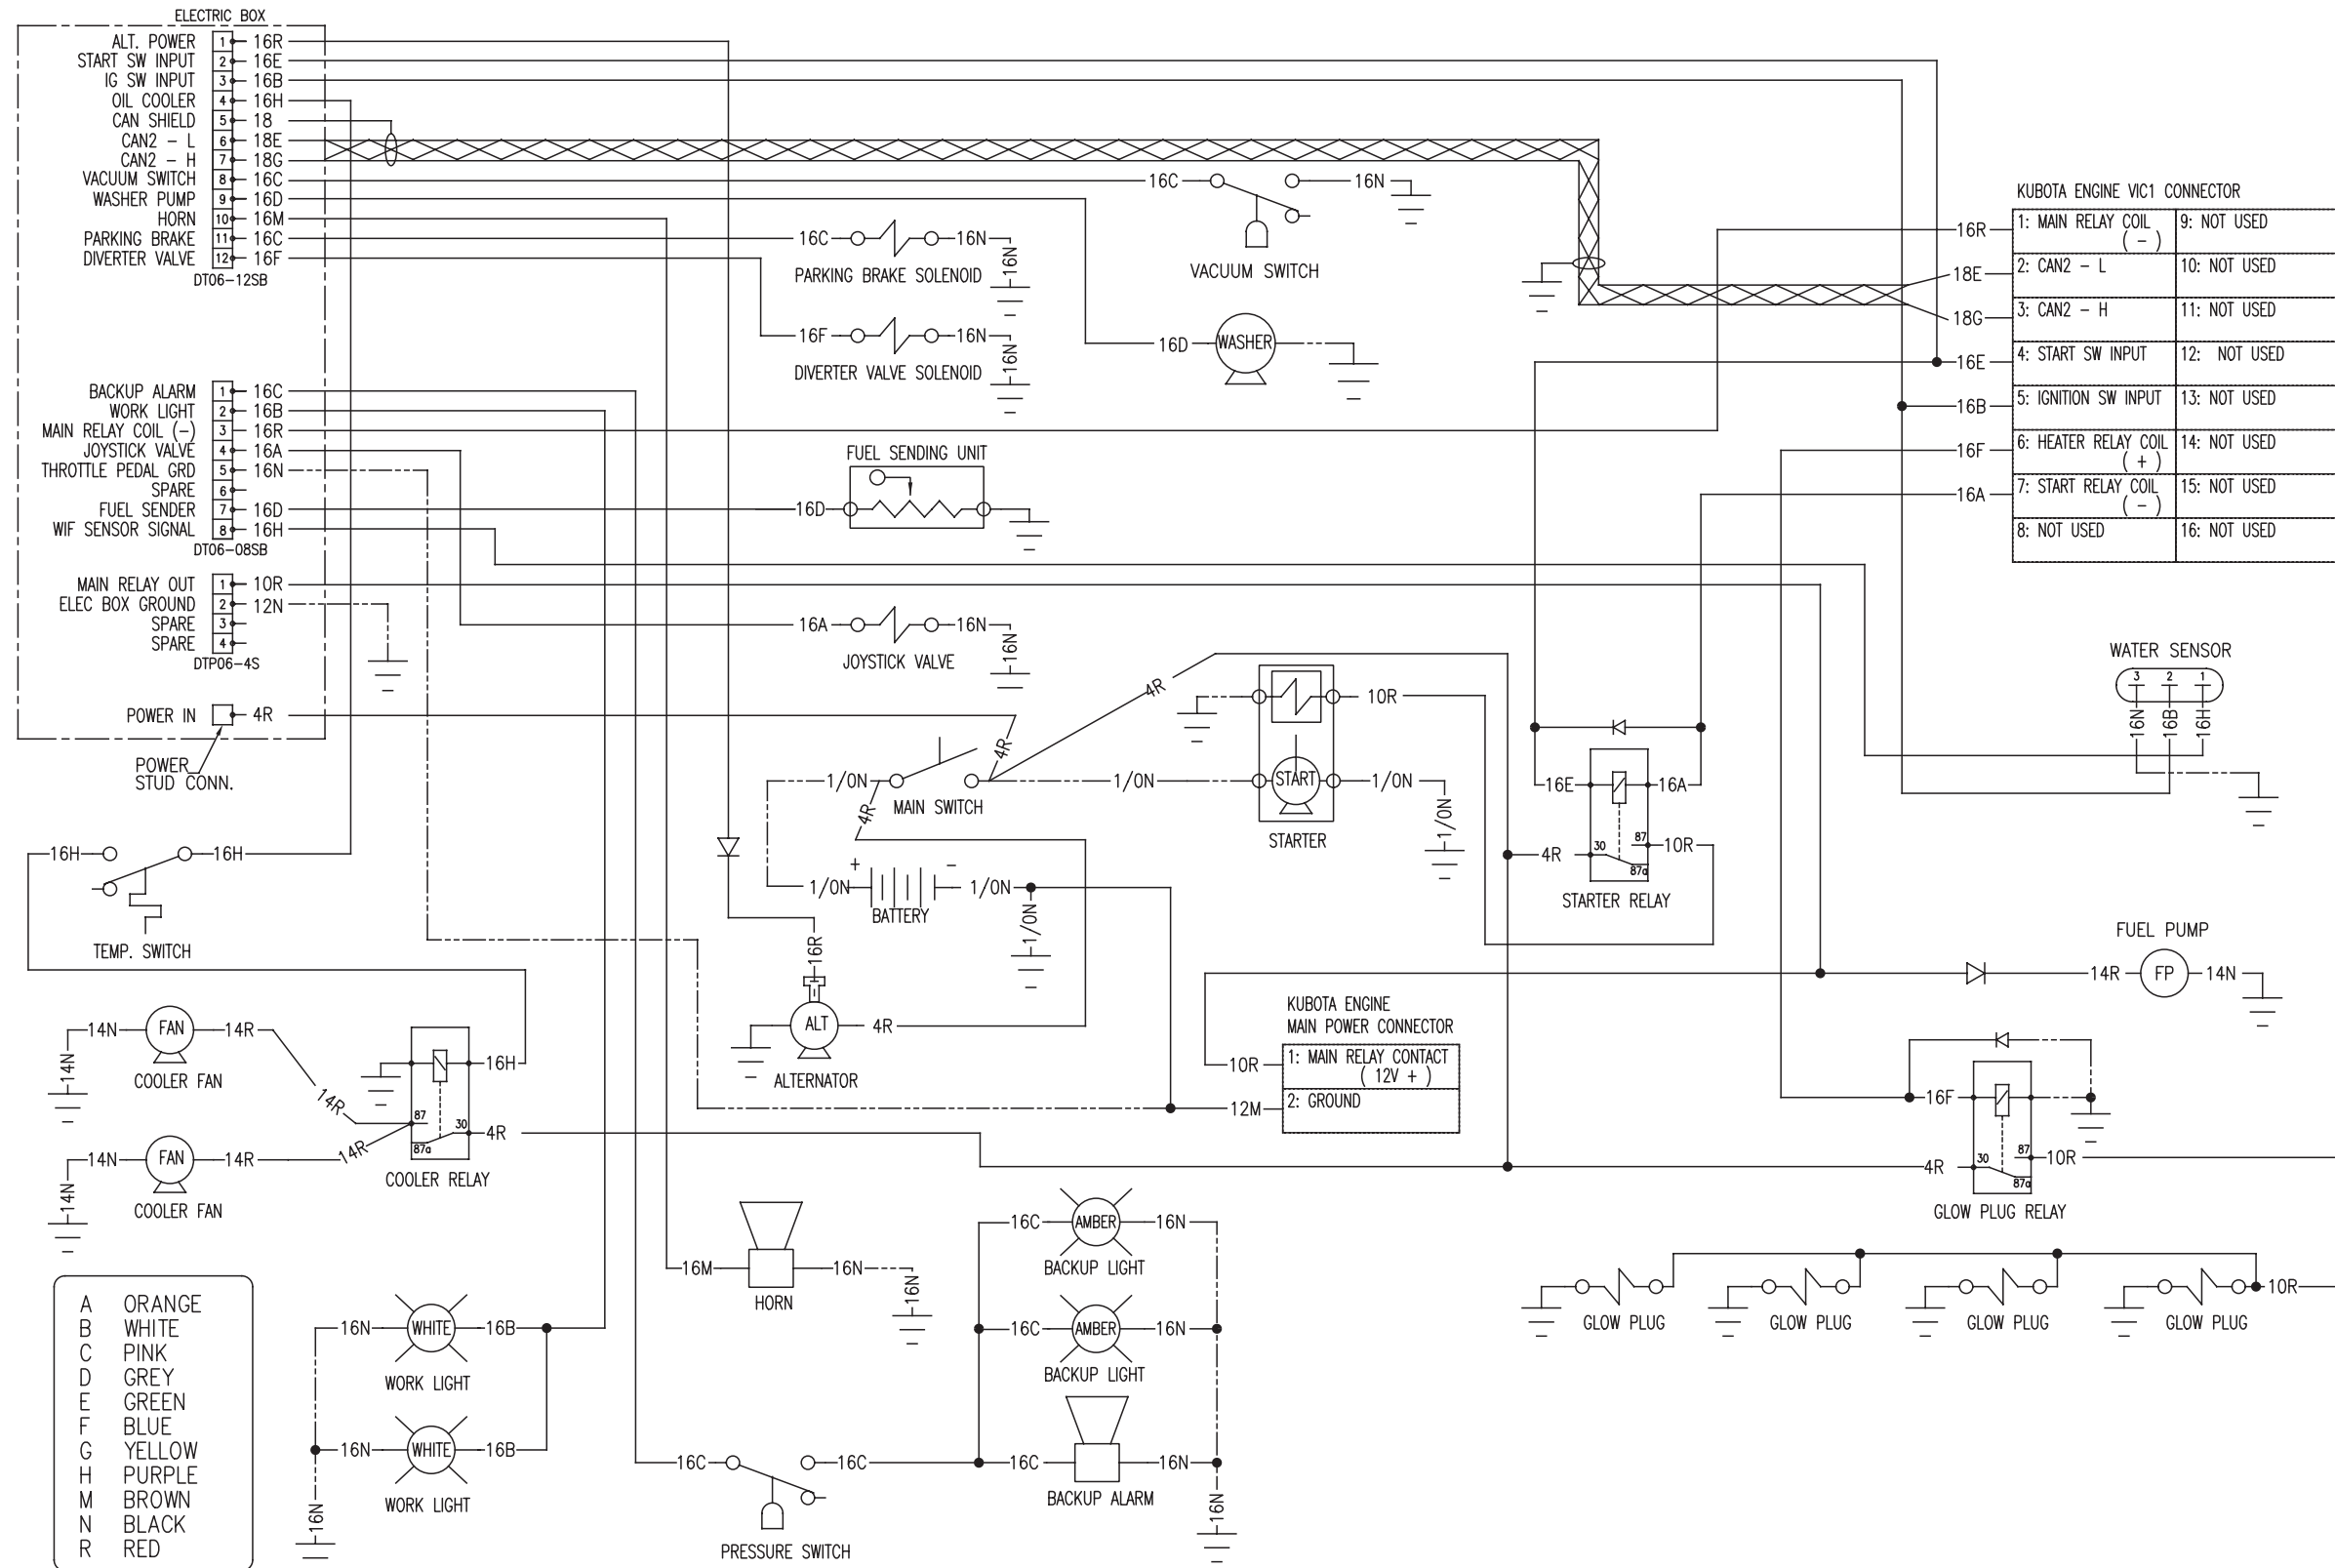 ELECTRIC BOX
ALT. POWER 1 16R
START SW INPUT 2 16E
IG SW INPUT 3 16B
OIL COOLER 4 16H
CAN SHIELD 5 18
CAN2 - L 6 18E
CAN2 - H 7 18G
VACUUM SWITCH 8 16C
WASHER PUMP 9 16D
HORN 10 16M
PARKING BRAKE 11 16C
DIVERTER VALVE 12 16F
DT06-12SB
16C 16N
VACUUM SWITCH
16C 16N 16N
PARKING BRAKE SOLENOID
16F 16N 16N
DIVERTER VALVE SOLENOID
16D WASHER
KUBOTA ENGINE VIC1 CONNECTOR
16R 1: MAIN RELAY COIL ( - ) 9: NOT USED
18E 2: CAN2 - L 10: NOT USED
18G 3: CAN2 - H 11: NOT USED
16E 4: START SW INPUT 12: NOT USED
16B 5: IGNITION SW INPUT 13: NOT USED
16F 6: HEATER RELAY COIL ( + ) 14: NOT USED
16A 7: START RELAY COIL ( - ) 15: NOT USED
8: NOT USED 16: NOT USED
BACKUP ALARM 1 16C
WORK LIGHT 2 16B
MAIN RELAY COIL (-) 3 16R
JOYSTICK VALVE 4 16A
THROTTLE PEDAL GRD 5 16N
SPARE 6
FUEL SENDER 7 16D
WIF SENSOR SIGNAL 8 16H
DT06-08SB
FUEL SENDING UNIT
16D
MAIN RELAY OUT 1 10R
ELEC BOX GROUND 2 12N
SPARE 3
SPARE 4
DTP06-4S
16A 16N 16N
JOYSTICK VALVE
POWER IN 4R
POWER
STUD CONN.
4R
4R
1/0N
MAIN SWITCH
4R
1/0N
10R
START
1/0N
1/0N
STARTER
WATER SENSOR
3 2 1
16N 16B 16H
16E 16A
4R 30 87 10R
87a
STARTER RELAY
16H 16H
TEMP. SWITCH
+ -
1/0N 1/0N
1/0N
BATTERY
16R
ALT 4R
ALTERNATOR
FUEL PUMP
14R FP 14N
KUBOTA ENGINE
MAIN POWER CONNECTOR
10R 1: MAIN RELAY CONTACT
( 12V + )
12M 2: GROUND
14N FAN 14R
14N
COOLER FAN
14R
14N FAN 14R
14N
COOLER FAN
14R
16H
87 30 4R
87a
COOLER RELAY
16F
4R 30 87 10R
87a
GLOW PLUG RELAY
16M 16N
16N
HORN
16C AMBER 16N
BACKUP LIGHT
16C AMBER 16N
BACKUP LIGHT
16C 16N
16N
BACKUP ALARM
GLOW PLUG
GLOW PLUG
GLOW PLUG
GLOW PLUG
10R
16N WHITE 16B
WORK LIGHT
16N WHITE 16B
16N
WORK LIGHT
16C 16C
PRESSURE SWITCH
A ORANGE
B WHITE
C PINK
D GREY
E GREEN
F BLUE
G YELLOW
H PURPLE
M BROWN
N BLACK
R RED